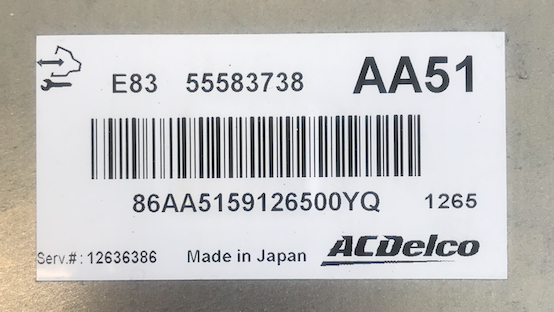 E83 55583738 AA51
86AA5159126500YQ 1265
Serv.#: 12636386 Made in Japan ACDelco